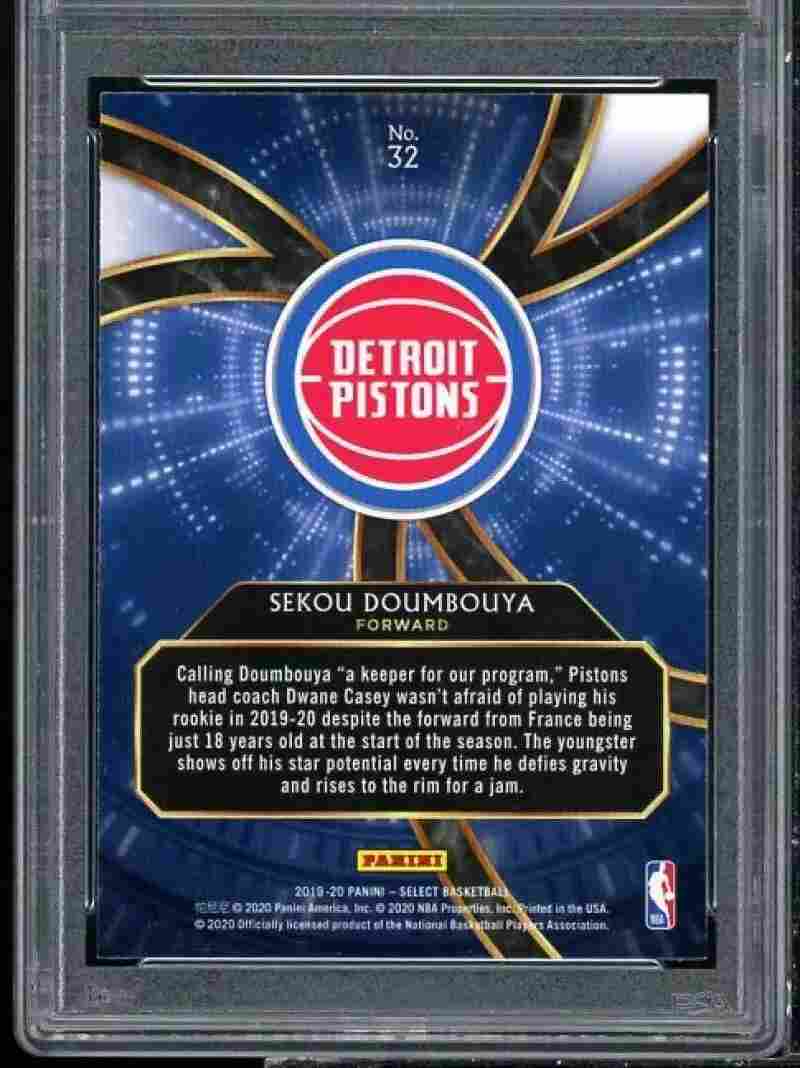 No.
32
DETROIT
PISTONS
SEKOU DOUMBOUYA
FORWARD
Calling Doumbouya “a keeper for our program,” Pistons
head coach Dwane Casey wasn't afraid of playing his
rookie in 2019-20 despite the forward from France being
just 18 years old at the start of the season. The youngster
shows off his star potential every time he defies gravity
and rises to the rim for a jam.
PANINI
2019-20 PANINI – SELECT BASKETBALL
© 2020 Panini America, Inc. © 2020 NBA Properties, Inc. Printed in the USA.
© 2020 Officially licensed product of the National Basketball Players Association.
NBA
PSA